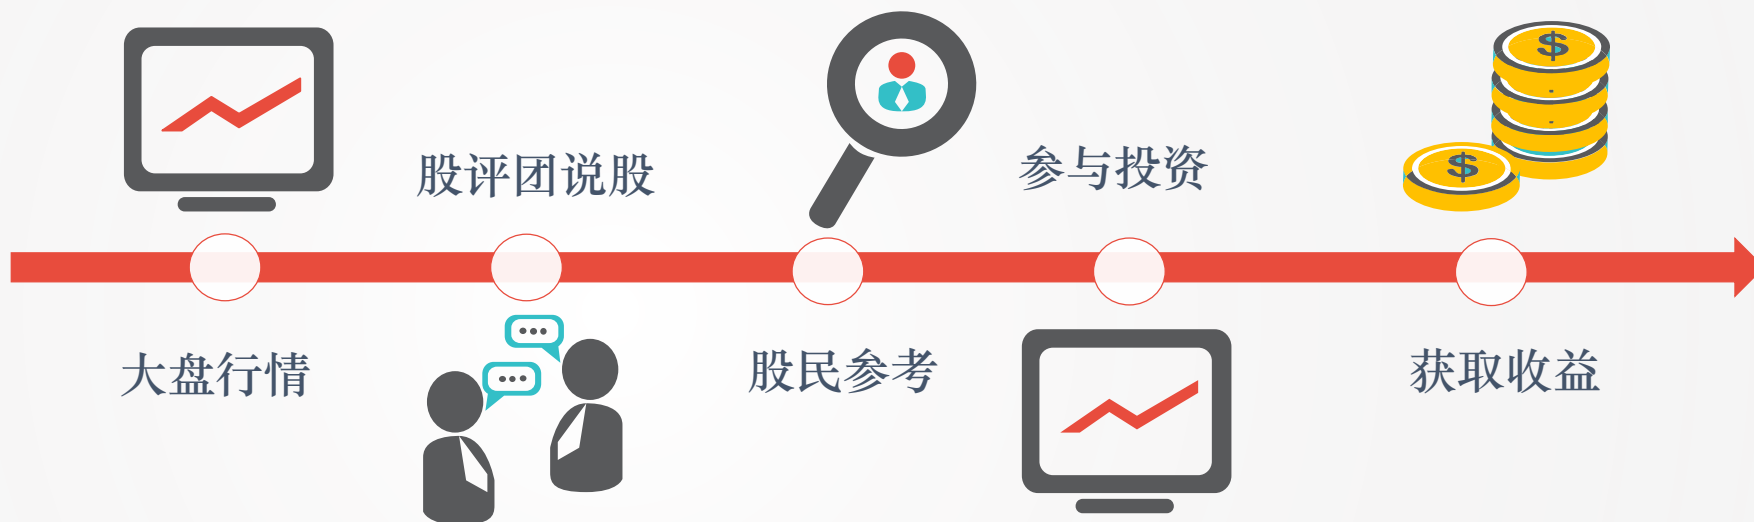 大盘行情
股评团说股
股民参考
参与投资
获取收益
$
$